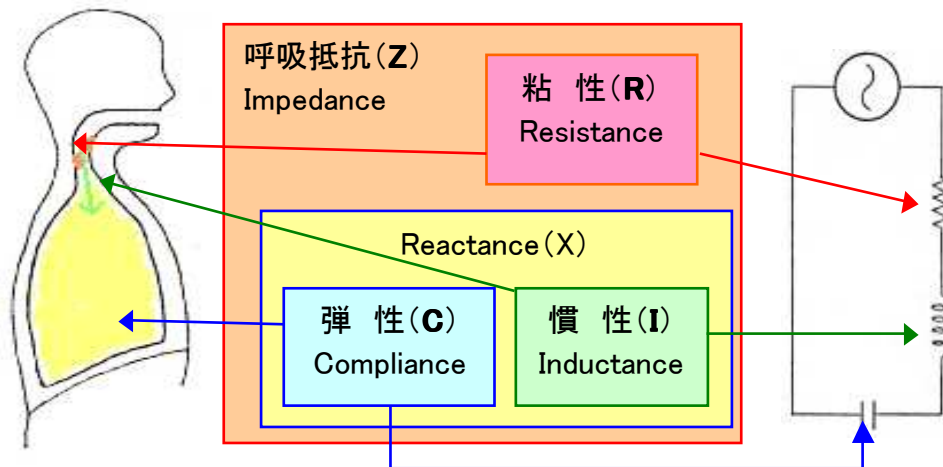 呼吸抵抗(Z)
Impedance
粘 性(R)
Resistance
Reactance(X)
弾 性(C)
Compliance
慣 性(I)
Inductance